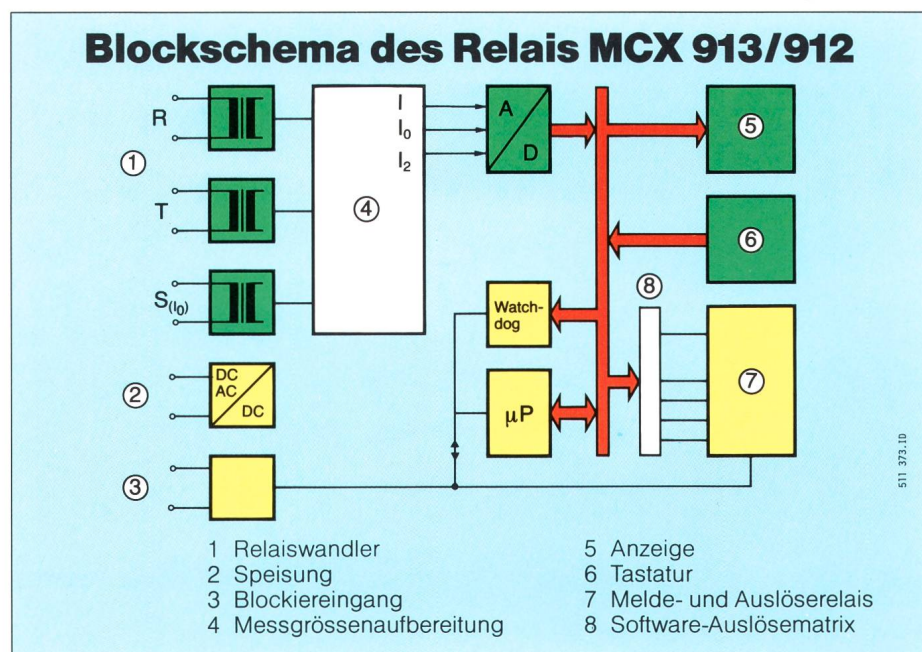 Blockschema des Relais MCX 913/912
R
1
T
S(I0)
4
I
I0
I2
A
D
5
6
8
Watch-
dog
µP
7
2
DC
AC
DC
3
511 373.ID
1 Relaiswandler
2 Speisung
3 Blockiereingang
4 Messgrössenaufbereitung
5 Anzeige
6 Tastatur
7 Melde- und Auslöserelais
8 Software-Auslösematrix